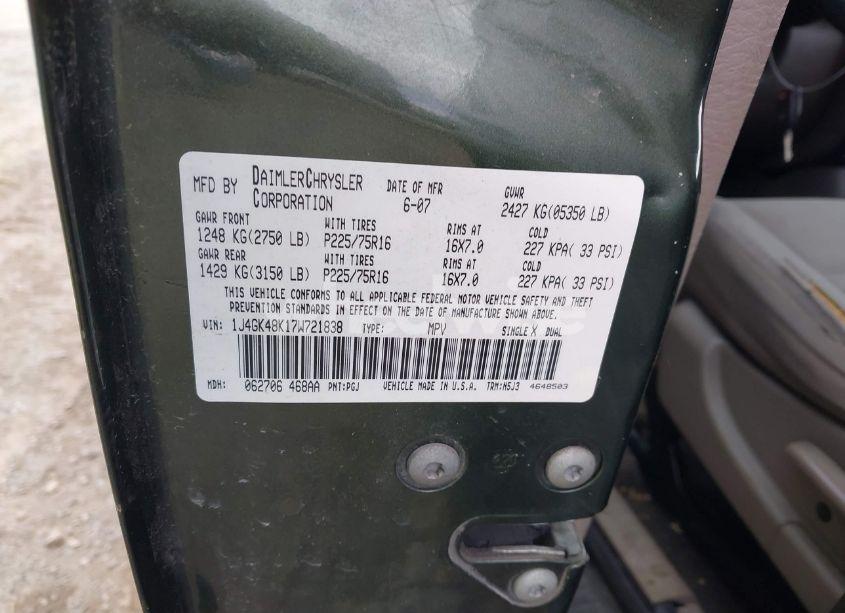 MFD BY DAIMLERCHRYSLER CORPORATION DATE OF MFR 6-07 GVWR 2427 KG(05350 LB)
GAWR FRONT WITH TIRES RIMS AT COLD
1248 KG(2750 LB) P225/75R16 16X7.0 227 KPA( 33 PSI)
GAWR REAR WITH TIRES RIMS AT COLD
1429 KG(3150 LB) P225/75R16 16X7.0 227 KPA( 33 PSI)
THIS VEHICLE CONFORMS TO ALL APPLICABLE FEDERAL MOTOR VEHICLE SAFETY AND THEFT
PREVENTION STANDARDS IN EFFECT ON THE DATE OF MANUFACTURE SHOWN ABOVE.
VIN: 1J4GK48K17W721838 TYPE: MPV SINGLE X DUAL
MDH: 062706 468AA PNT:PGJ VEHICLE MADE IN U.S.A. TRM:H5J3 4648503